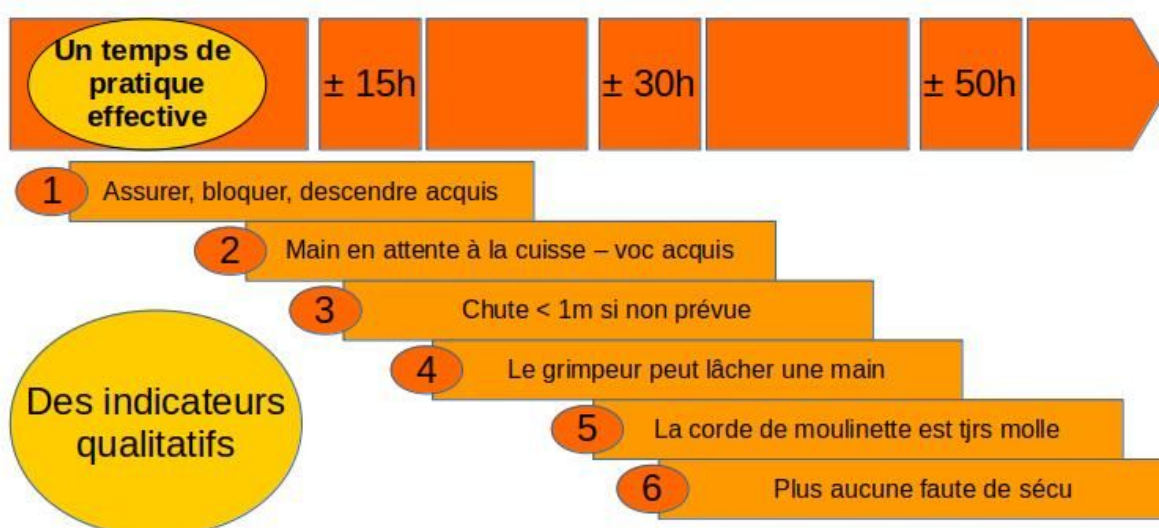 Un temps de
pratique
effective
± 15h
± 30h
± 50h
1
Assurer, bloquer, descendre acquis
2
Main en attente à la cuisse – voc acquis
3
Chute < 1m si non prévue
4
Le grimpeur peut lâcher une main
5
La corde de moulinette est tjrs molle
6
Plus aucune faute de sécu
Des indicateurs
qualitatifs